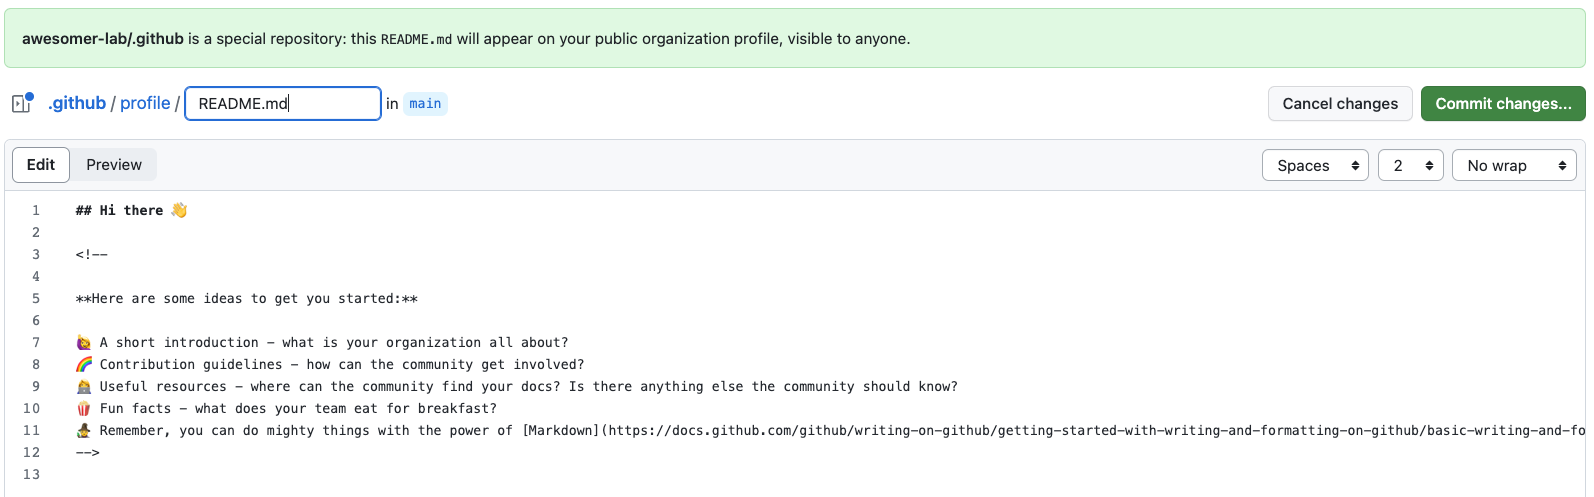 awesomer-lab/.github is a special repository: this README.md will appear on your public organization profile, visible to anyone.
.github / profile / README.md in main
Cancel changes Commit changes...
Edit Preview
Spaces 2 No wrap
1 ## Hi there 👋
2
3 <!--
4
5 **Here are some ideas to get you started:**
6
7 🙋‍♀️ A short introduction - what is your organization all about?
8 🌈 Contribution guidelines - how can the community get involved?
9 👩‍💻 Useful resources - where can the community find your docs? Is there anything else the community should know?
10 🍿 Fun facts - what does your team eat for breakfast?
11 🧙 Remember, you can do mighty things with the power of [Markdown](https://docs.github.com/github/writing-on-github/getting-started-with-writing-and-formatting-on-github/basic-writing-and-fo
12 -->
13